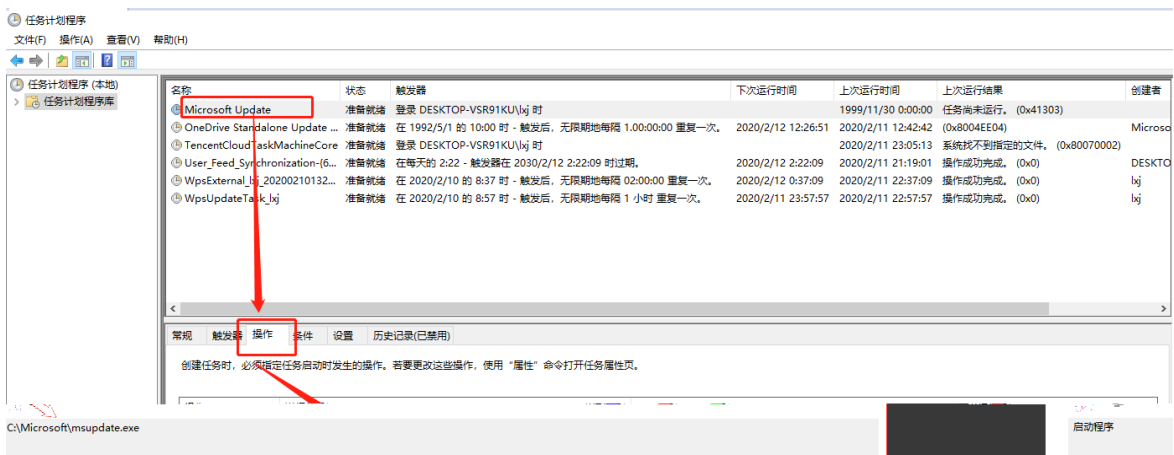 任务计划程序
文件(F) 操作(A) 查看(V) 帮助(H)
任务计划程序 (本地)
任务计划程序库
名称 状态 触发器 下次运行时间 上次运行时间 上次运行结果 创建者
Microsoft Update 准备就绪 登录 DESKTOP-VSR91KU\lxj 时 1999/11/30 0:00:00 任务尚未运行。 (0x41303)
OneDrive Standalone Update ... 准备就绪 在 1992/5/1 的 10:00 时 - 触发后，无限期地每隔 1.00:00:00 重复一次。 2020/2/12 12:26:51 2020/2/11 12:42:42 (0x8004EE04) Microso
TencentCloudTaskMachineCore 准备就绪 登录 DESKTOP-VSR91KU\lxj 时 2020/2/11 23:05:13 系统找不到指定的文件。 (0x80070002)
User_Feed_Synchronization-{6... 准备就绪 在每天的 2:22 - 触发器在 2030/2/12 2:22:09 时过期。 2020/2/12 2:22:09 2020/2/11 21:19:01 操作成功完成。 (0x0) DESKTO
WpsExternal_lxj_20200210132... 准备就绪 在 2020/2/10 的 8:37 时 - 触发后，无限期地每隔 02:00:00 重复一次。 2020/2/12 0:37:09 2020/2/11 22:37:09 操作成功完成。 (0x0) lxj
WpsUpdateTask_lxj 准备就绪 在 2020/2/10 的 8:57 时 - 触发后，无限期地每隔 1 小时 重复一次。 2020/2/11 23:57:57 2020/2/11 22:57:57 操作成功完成。 (0x0) lxj
常规 触发器 操作 条件 设置 历史记录(已禁用)
创建任务时，必须指定任务启动时发生的操作。若要更改这些操作，使用“属性”命令打开任务属性页。
C:\Microsoft\msupdate.exe 启动程序